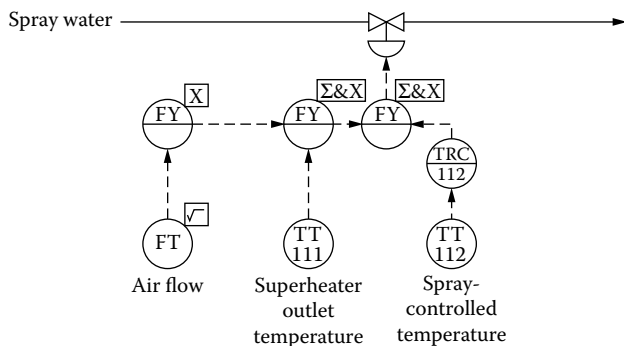 Spray water
X
Σ&X
Σ&X
FY
FY
FY
TRC
112
√
FT
TT
111
TT
112
Air flow
Superheater
outlet
temperature
Spray-
controlled
temperature